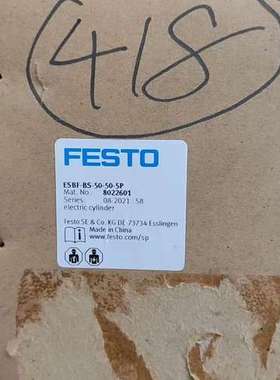 418
FESTO
ESBF-BS-50-50-5P
Mat. No. 8022601
Series: 08.2021 58
electric cylinder
Festo SE & Co. KG DE-73734 Esslingen
Made in China
www.festo.com/sp